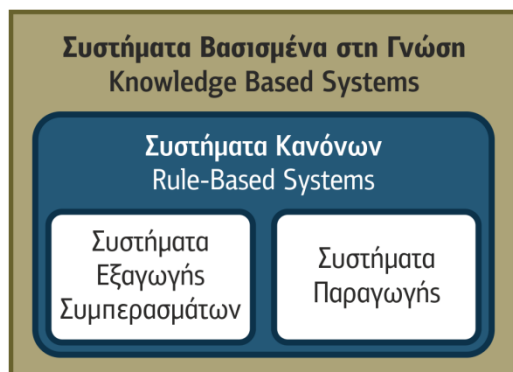 Συστήματα Βασισμένα στη Γνώση
Knowledge Based Systems
Συστήματα Κανόνων
Rule-Based Systems
Συστήματα
Εξαγωγής
Συμπερασμάτων
Συστήματα
Παραγωγής